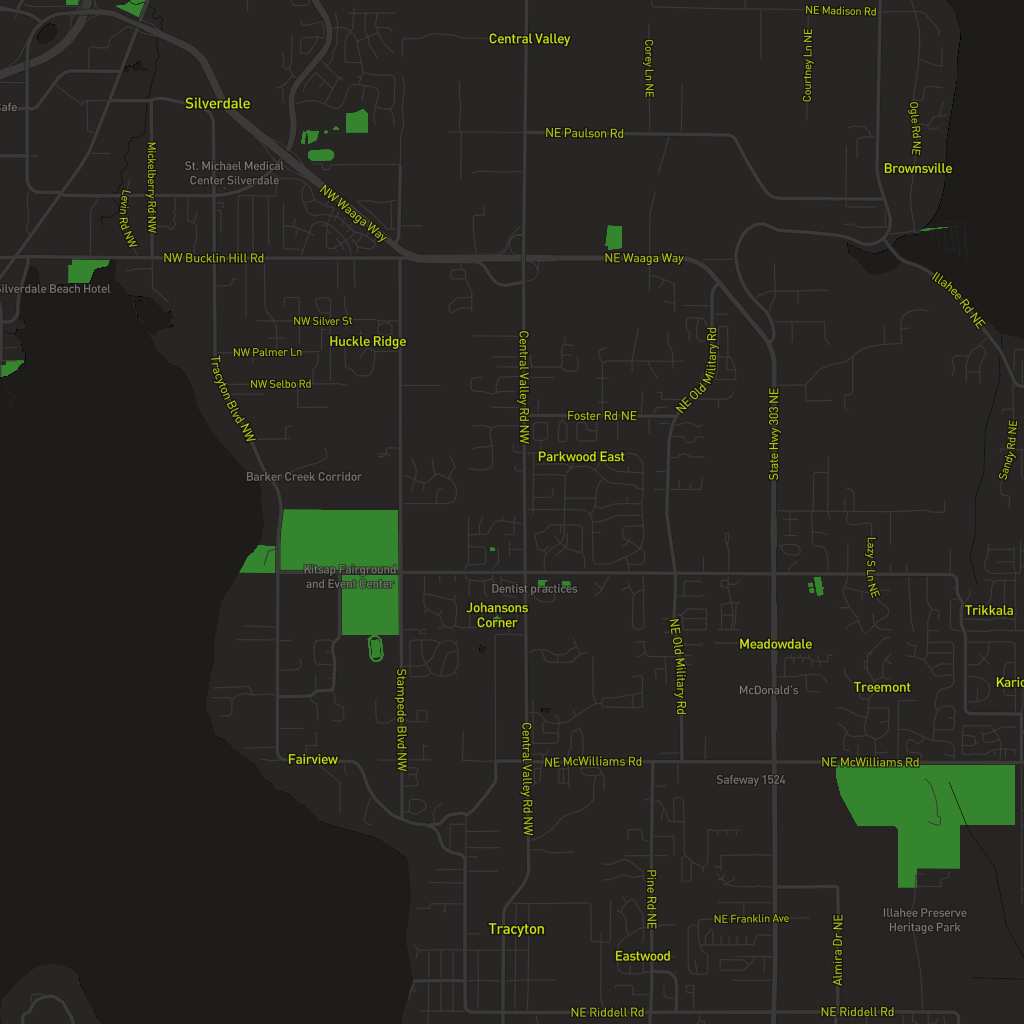 NE Madison Rd
Central Valley
Corey Ln NE
Courtney Ln NE
Cafe
Silverdale
Ogle Rd NE
NE Paulson Rd
Mickelberry Rd NW
St. Michael Medical
Center Silverdale
Brownsville
Levin Rd NW
NW Waaga Way
NW Bucklin Hill Rd
NE Waaga Way
Silverdale Beach Hotel
Illahee Rd NE
NW Silver St
Huckle Ridge
NW Palmer Ln
NE Old Military Rd
Central Valley Rd NW
Tracyton Blvd NW
NW Selbo Rd
State Hwy 303 NE
Foster Rd NE
Sandy Rd NE
Parkwood East
Barker Creek Corridor
Lazy S Ln NE
Kitsap Fairground
and Event Center
Dentist practices
Johansons
Corner
Trikkala
NE Old Military Rd
Meadowdale
Stampede Blvd NW
McDonald's
Treemont
Central Valley Rd NW
Fairview
NE McWilliams Rd
NE McWilliams Rd
Safeway 1524
Pine Rd NE
NE Franklin Ave
Illahee Preserve
Heritage Park
Almira Dr NE
Tracyton
Eastwood
NE Riddell Rd
NE Riddell Rd